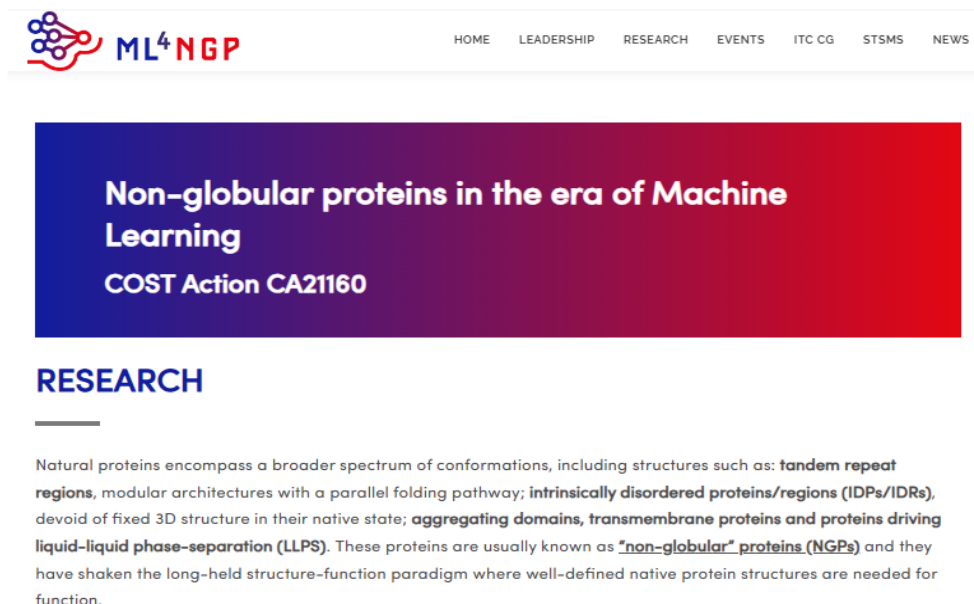 ML⁴NGP
HOME LEADERSHIP RESEARCH EVENTS ITC CG STSMS NEWS
Non-globular proteins in the era of Machine
Learning
COST Action CA21160
RESEARCH
Natural proteins encompass a broader spectrum of conformations, including structures such as: tandem repeat
regions, modular architectures with a parallel folding pathway; intrinsically disordered proteins/regions (IDPs/IDRs),
devoid of fixed 3D structure in their native state; aggregating domains, transmembrane proteins and proteins driving
liquid-liquid phase-separation (LLPS). These proteins are usually known as "non-globular" proteins (NGPs) and they
have shaken the long-held structure-function paradigm where well-defined native protein structures are needed for
function.